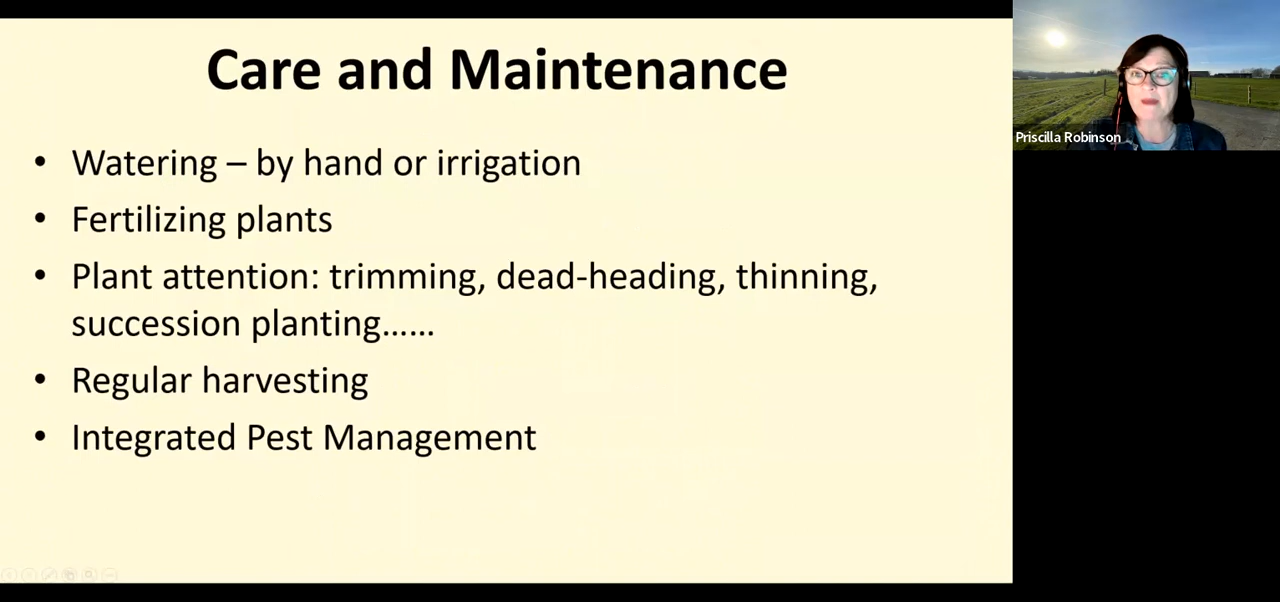 Care and Maintenance
• Watering – by hand or irrigation
• Fertilizing plants
• Plant attention: trimming, dead-heading, thinning,
succession planting......
• Regular harvesting
• Integrated Pest Management
Priscilla Robinson